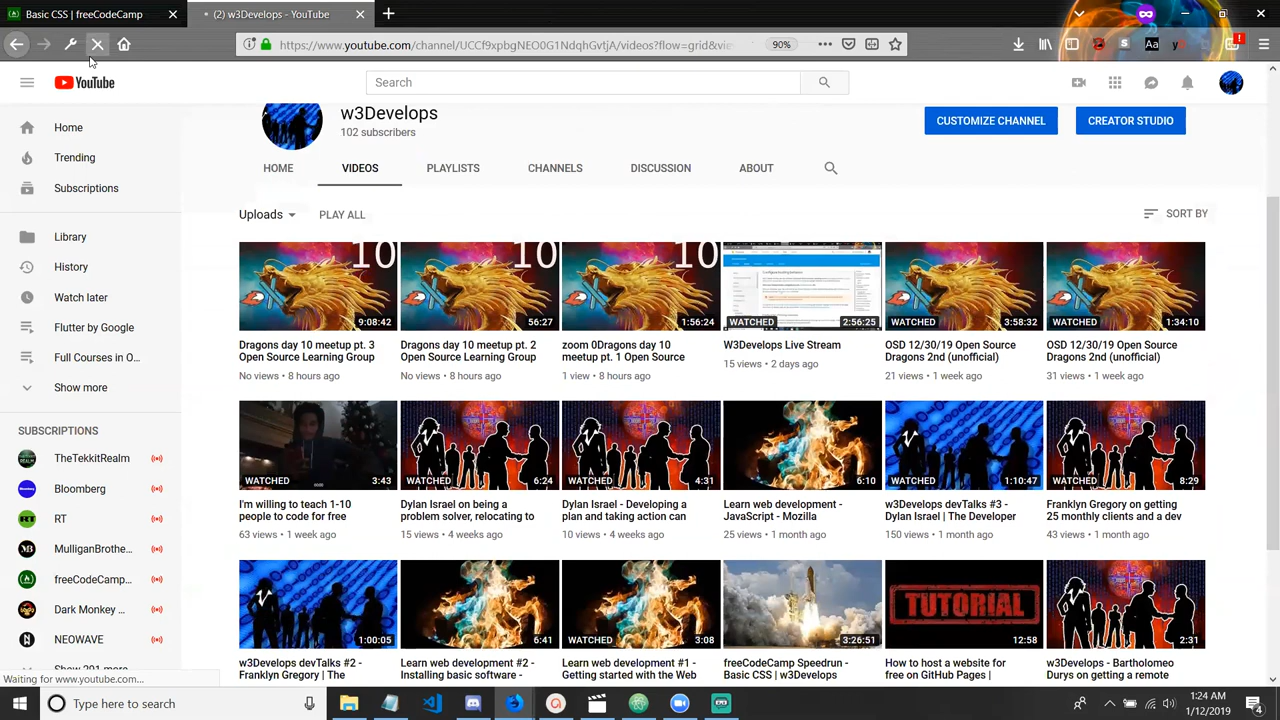 Basic CSS | freeCodeCamp
(2) w3Develops - YouTube
https://www.youtube.com/channel/UCCf9xpbgNEO0G1NdqhGvtjA/videos?flow=grid&vie
90%
YouTube
Search
Home
Trending
Subscriptions
Library
History
Watch later
Flutter by Google
Full Courses in O...
Show more
SUBSCRIPTIONS
TheTekkitRealm
Bloomberg
RT
MulliganBrothe...
freeCodeCamp...
Dark Monkey ...
NEOWAVE
Show 291 more
w3Develops
102 subscribers
CUSTOMIZE CHANNEL
CREATOR STUDIO
HOME
VIDEOS
PLAYLISTS
CHANNELS
DISCUSSION
ABOUT
Uploads
PLAY ALL
SORT BY
10
9:08:42
Dragons day 10 meetup pt. 3
Open Source Learning Group
No views • 8 hours ago
10
56:27
Dragons day 10 meetup pt. 2
Open Source Learning Group
No views • 8 hours ago
10
1:56:24
zoom 0Dragons day 10
meetup pt. 1 Open Source
1 view • 8 hours ago
WATCHED
2:56:25
W3Develops Live Stream
15 views • 2 days ago
WATCHED
3:58:32
OSD 12/30/19 Open Source
Dragons 2nd (unofficial)
21 views • 1 week ago
WATCHED
1:34:10
OSD 12/30/19 Open Source
Dragons 2nd (unofficial)
31 views • 1 week ago
WATCHED
3:43
I'm willing to teach 1-10
people to code for free
63 views • 1 week ago
WATCHED
6:24
Dylan Israel on being a
problem solver, relocating to
15 views • 4 weeks ago
WATCHED
6:31
Dylan Israel - Developing a
plan and taking action can
10 views • 4 weeks ago
WATCHED
6:10
Learn web development -
JavaScript - Mozilla
25 views • 1 month ago
WATCHED
1:10:47
w3Develops devTalks #3 -
Dylan Israel | The Developer
150 views • 1 month ago
WATCHED
8:29
Franklyn Gregory on getting
25 monthly clients and a dev
43 views • 1 month ago
1:00:05
w3Develops devTalks #2 -
Franklyn Gregory | The
6:41
Learn web development #2 -
Installing basic software -
WATCHED
3:08
Learn web development #1 -
Getting started with the Web
3:26:51
freeCodeCamp Speedrun -
Basic CSS | w3Develops
TUTORIAL
12:58
How to host a website for
free on GitHub Pages |
2:31
w3Develops - Bartholomeo
Durys on getting a remote
Waiting for www.youtube.com...
Type here to search
1:24 AM
1/12/2019
4